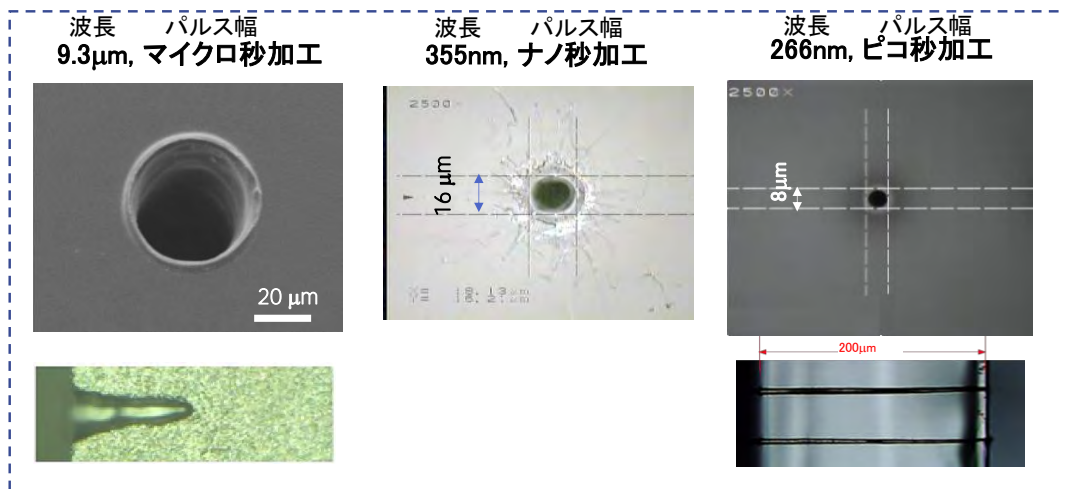 波長 パルス幅
9.3μm, マイクロ秒加工
20 μm
波長 パルス幅
355nm, ナノ秒加工
2500×
16 μm
波長 パルス幅
266nm, ピコ秒加工
2500×
8μm
200μm